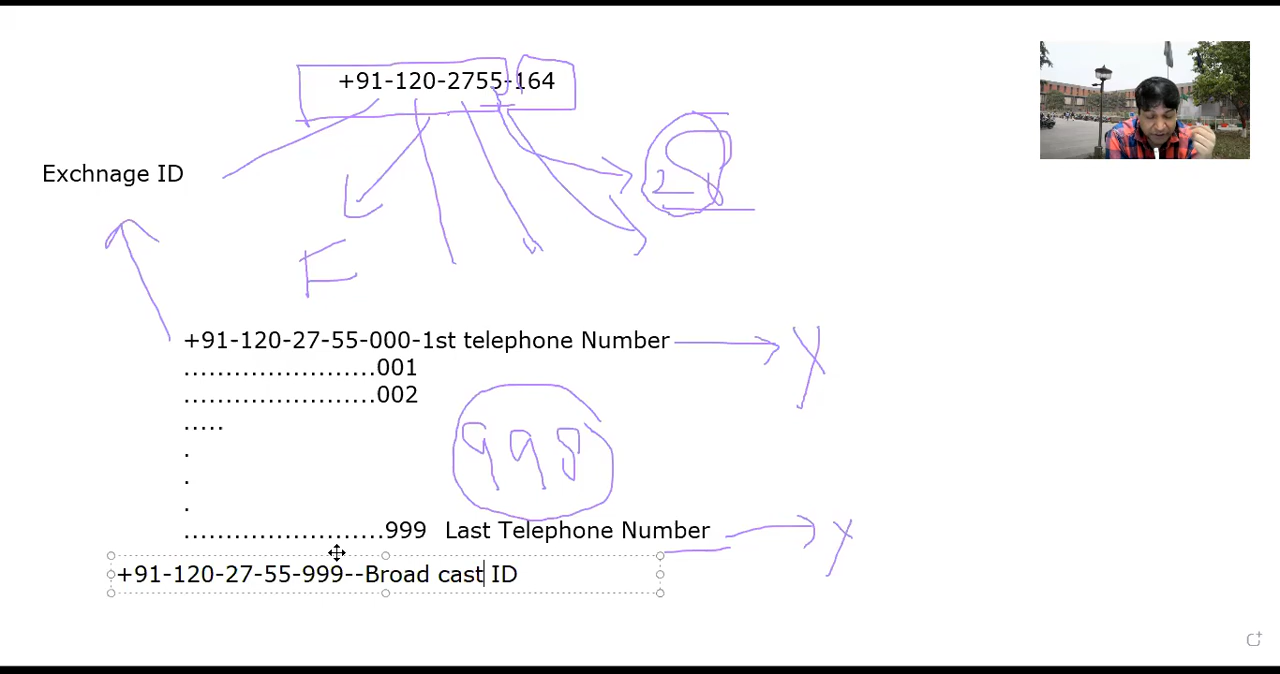 +91-120-2755-164
Exchnage ID
F
+91-120-27-55-000-1st telephone Number
.......................001
.......................002
.....
.
.
.
998
........................999 Last Telephone Number
+91-120-27-55-999--Broad cast ID